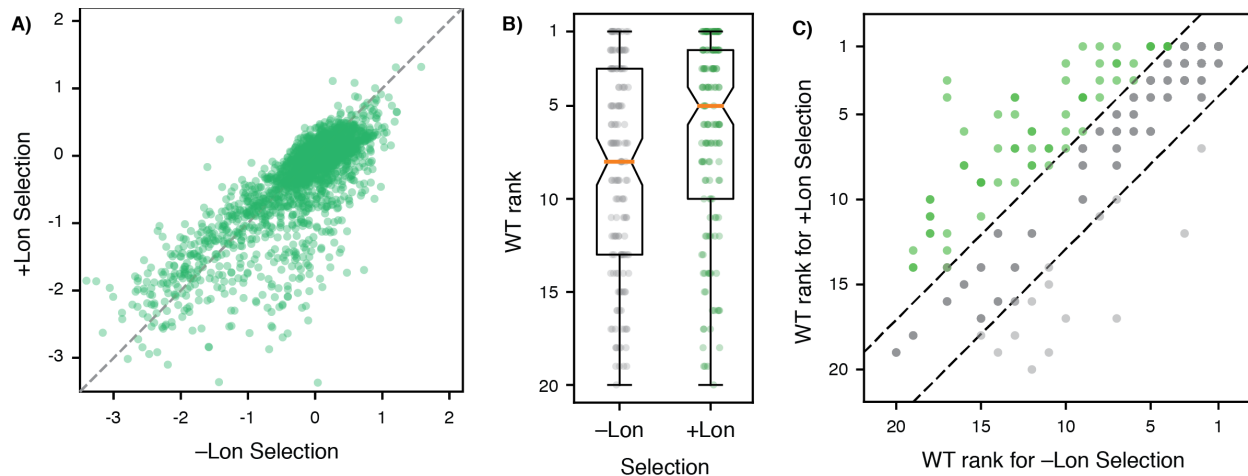 A)
2
1
0
-1
-2
-3
+Lon Selection
-3
-2
-1
0
1
2
–Lon Selection
B)
1
5
10
15
20
WT rank
–Lon
+Lon
Selection
C)
1
5
10
15
20
WT rank for +Lon Selection
20
15
10
5
1
WT rank for –Lon Selection